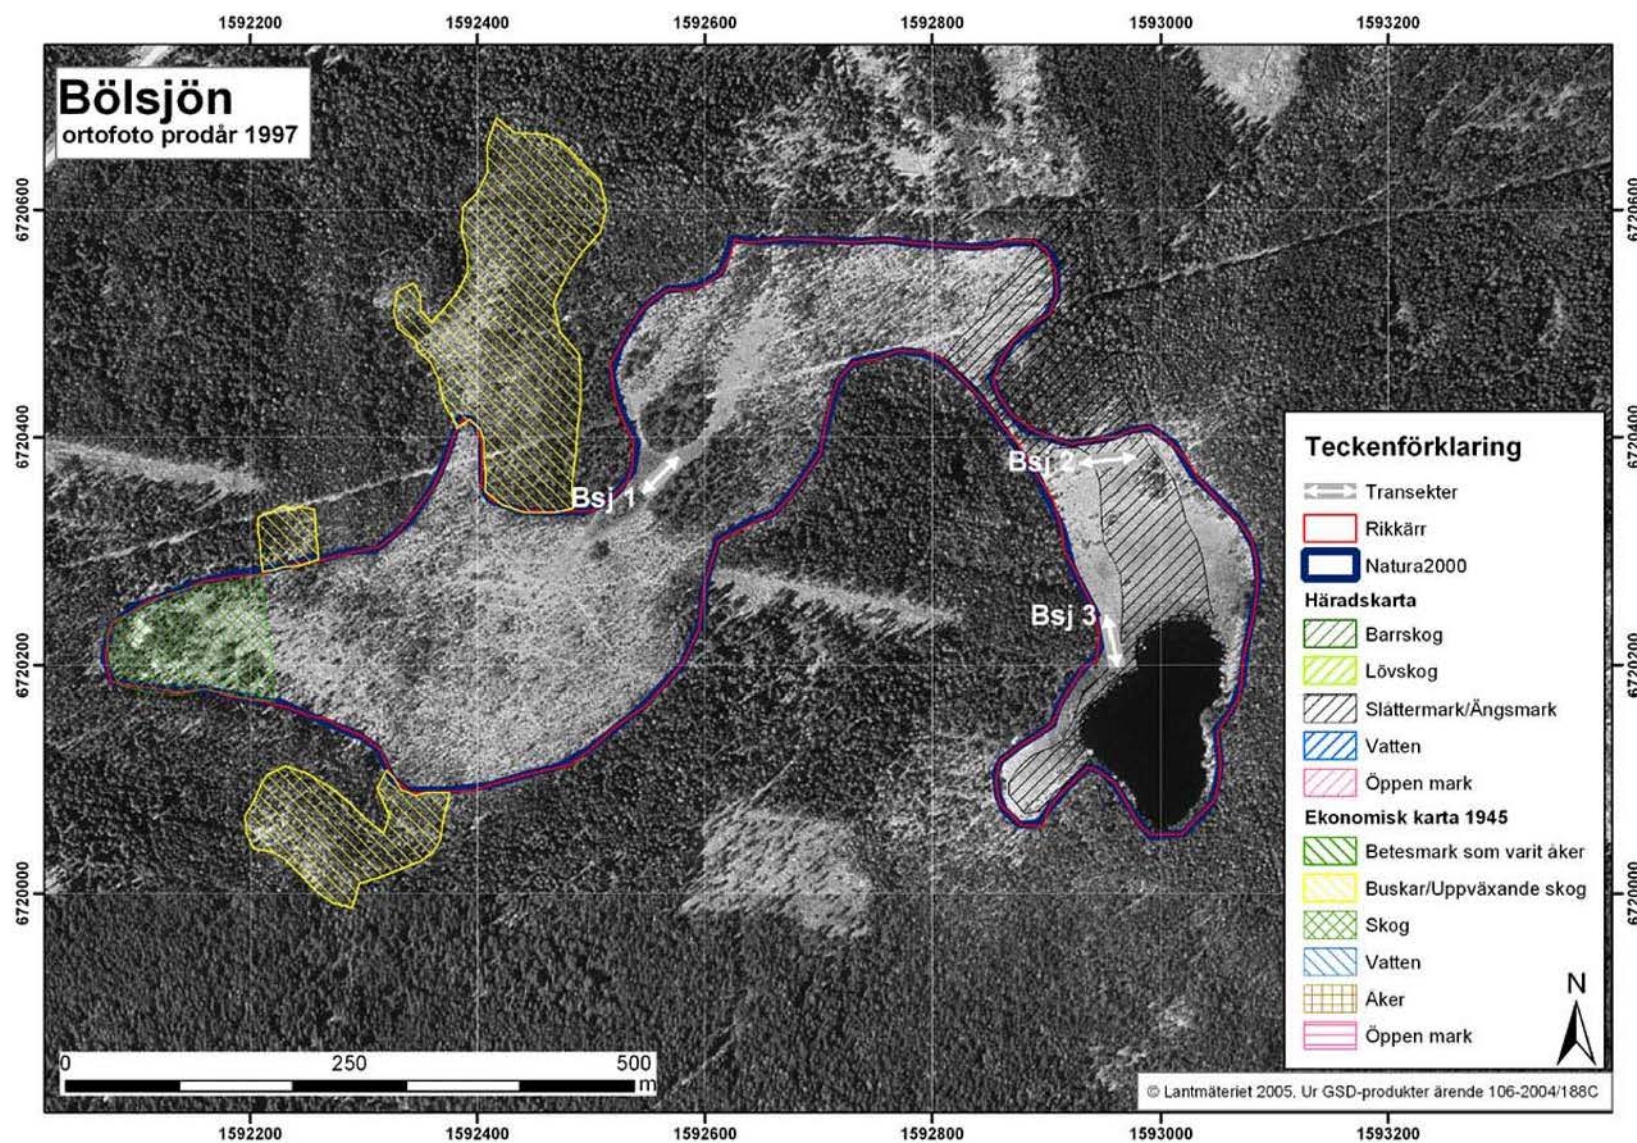 1592200 1592400 1592600 1592800 1593000 1593200
Bölsjön
ortofoto prodår 1997
6720600 6720600
6720400 6720400
6720200 6720200
6720000 6720000
Bsj 1
Bsj 2
Bsj 3
Teckenförklaring
Transekter
Rikkärr
Natura2000
Häradskarta
Barrskog
Lövskog
Slåttermark/Ängsmark
Vatten
Öppen mark
Ekonomisk karta 1945
Betesmark som varit åker
Buskar/Uppväxande skog
Skog
Vatten
Åker
Öppen mark
N
0 250 500
m
© Lantmäteriet 2005. Ur GSD-produkter ärende 106-2004/188C
1592200 1592400 1592600 1592800 1593000 1593200